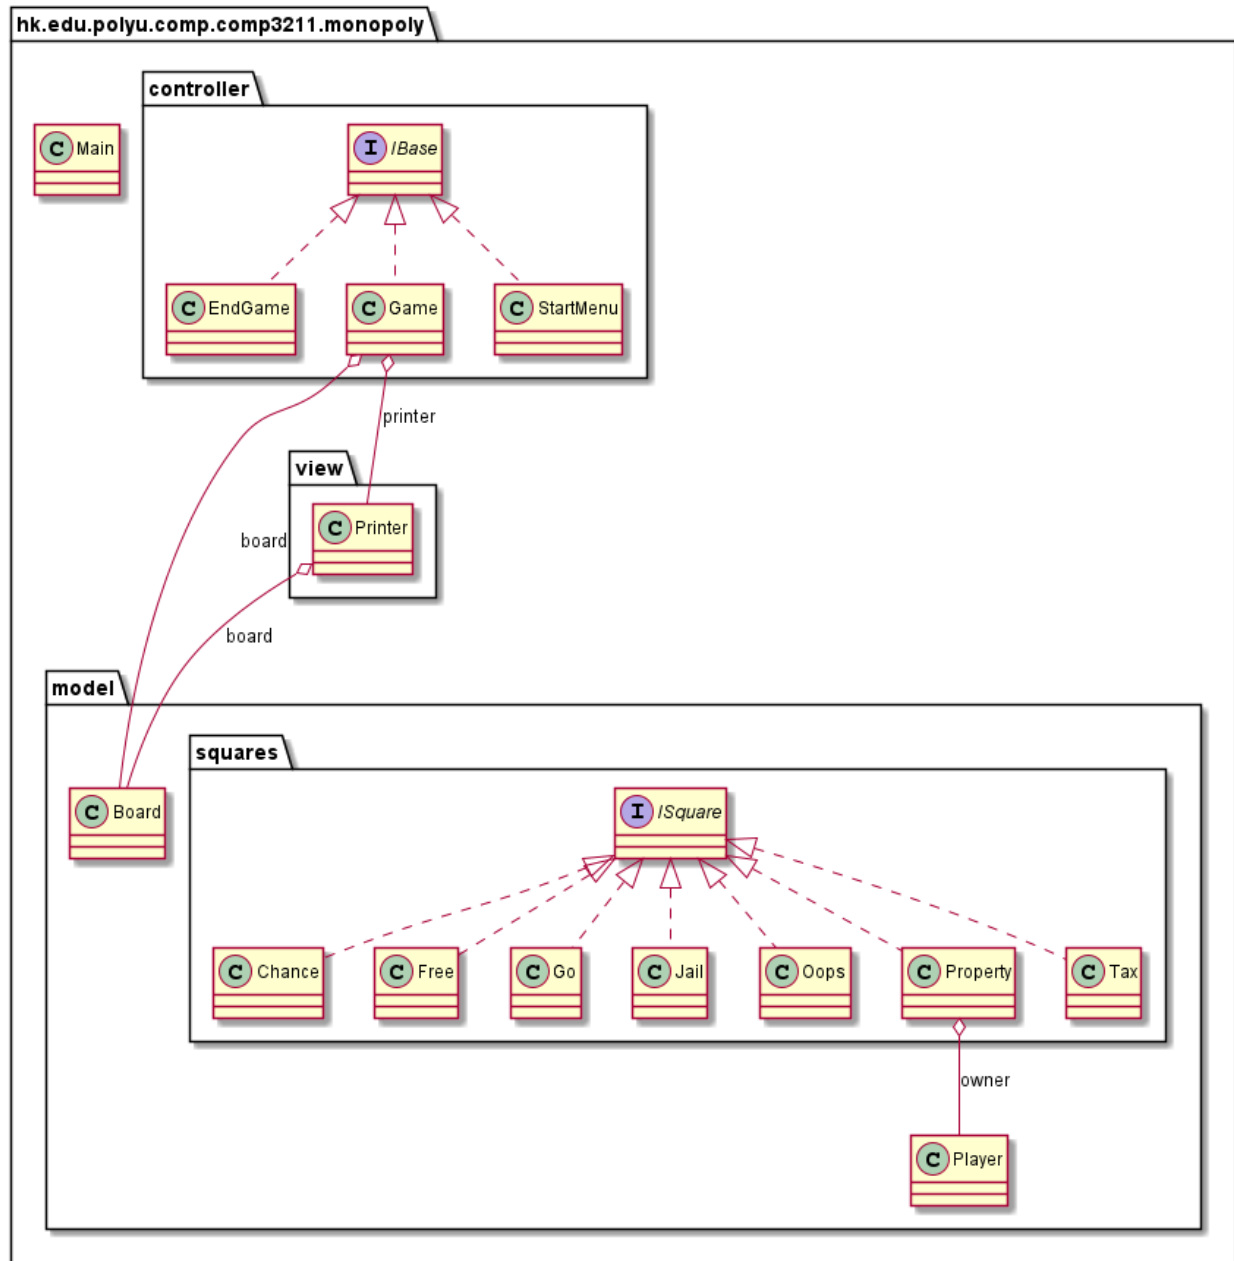 hk.edu.polyu.comp.comp3211.monopoly
controller
C Main
I IBase
C EndGame
C Game
C StartMenu
printer
view
C Printer
board
board
model
squares
C Board
I ISquare
C Chance
C Free
C Go
C Jail
C Oops
C Property
C Tax
owner
C Player